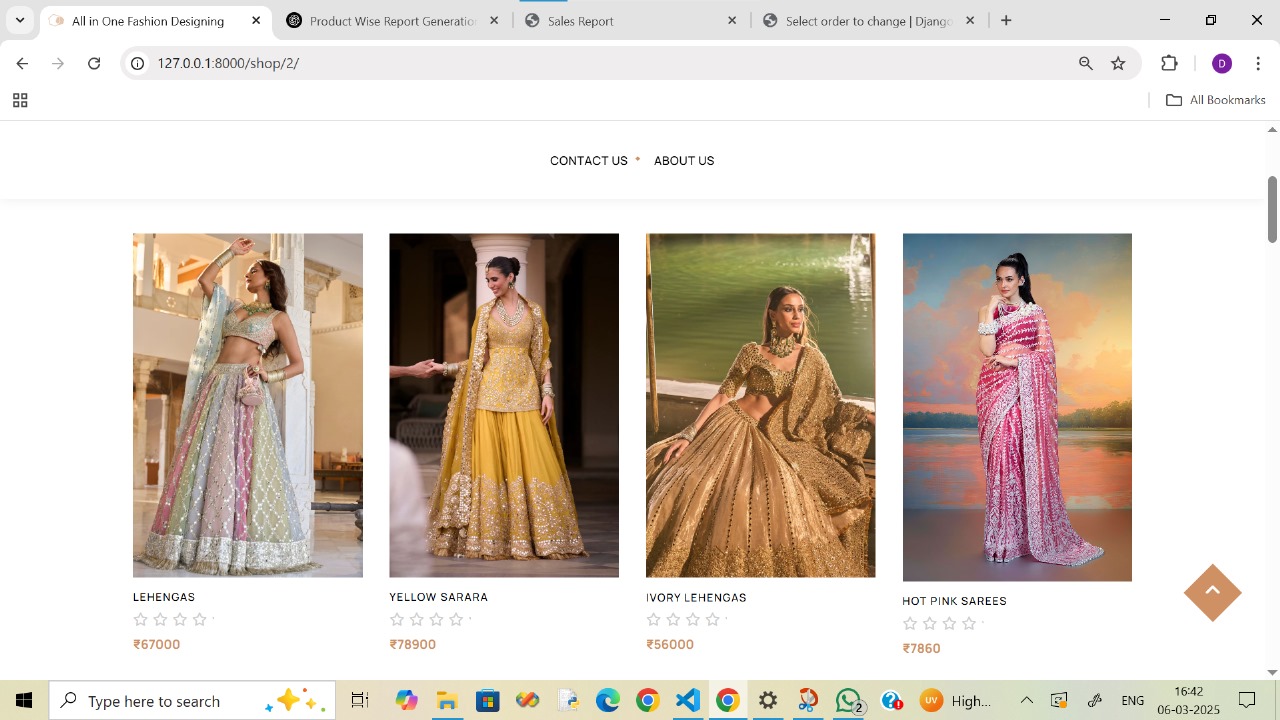 All in One Fashion Designing
Product Wise Report Generatio
Sales Report
Select order to change | Django
127.0.0.1:8000/shop/2/
D
All Bookmarks
CONTACT US
ABOUT US
LEHENGAS
₹67000
YELLOW SARARA
₹78900
IVORY LEHENGAS
₹56000
HOT PINK SAREES
₹7860
Type here to search
2
UV
High...
ENG
16:42
06-03-2025